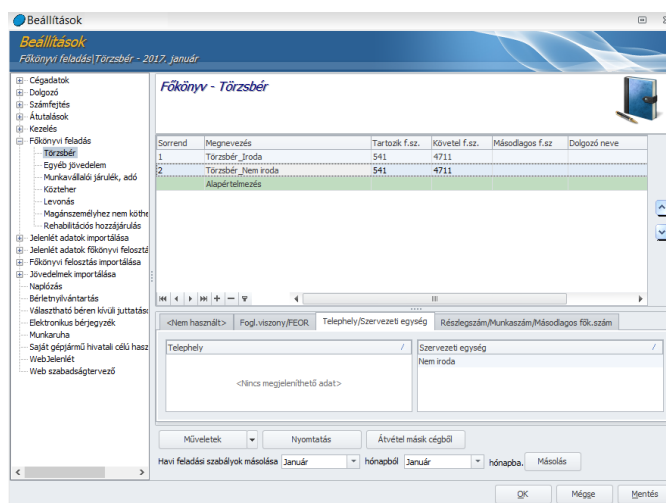 Beállítások
Beállítások
Főkönyvi feladás|Törzsbér - 2017. január
Cégadatok
Dolgozó
Számfejtés
Átutalások
Kezelés
Főkönyvi feladás
Törzsbér
Egyéb jövedelem
Munkavállalói járulék, adó
Közteher
Levonás
Magánszemélyhez nem köthe
Rehabilitációs hozzájárulás
Jelenlét adatok importálása
Jelenlét adatok főkönyvi felosztá
Főkönyvi felosztás importálása
Jövedelmek importálása
Naplózás
Bérletnyilvántartás
Választható béren kívüli juttatáso
Elektronikus bérjegyzék
Munkaruha
Saját gépjármű hivatali célú hasz
WebJelenlét
Web szabadságtervező
Főkönyv - Törzsbér
Sorrend Megnevezés Tartozik f.sz. Követel f.sz. Másodlagos f.sz Dolgozó neve
1 Törzsbér_Iroda 541 4711
2 Törzsbér_Nem iroda 541 4711
Alapértelmezés
<Nem használt> Fogl.viszony/FEOR Telephely/Szervezeti egység Részlegszám/Munkaszám/Másodlagos fők.szám
Telephely Szervezeti egység
Nem iroda
<Nincs megjeleníthető adat>
Műveletek Nyomtatás Átvétel másik cégből
Havi feladási szabályok másolása Január hónapból Január hónapba. Másolás
OK Mégse Mentés